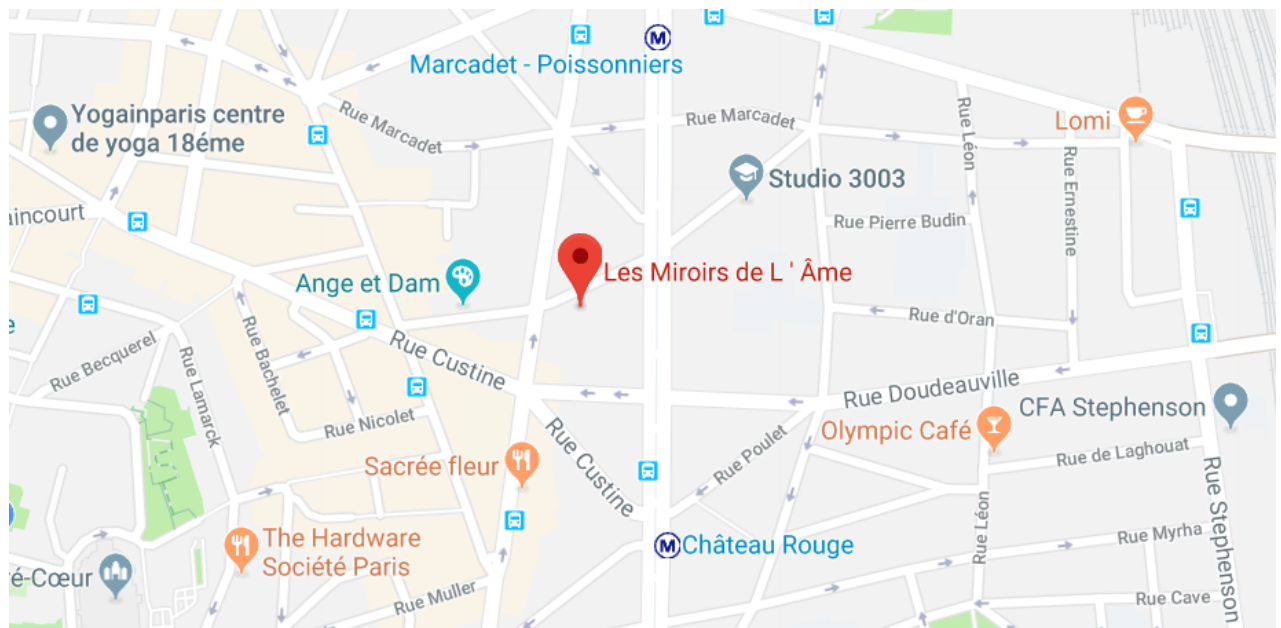 Marcadet - Poissonniers
Yogainparis centre
de yoga 18éme
Rue Marcadet
Rue Marcadet
Rue Léon
Lomi
Rue Ernestine
Studio 3003
aincourt
Rue Pierre Budin
Les Miroirs de L ' Âme
Ange et Dam
e
Rue d'Oran
Rue Custine
Rue Becquerel
Rue Bachelet
Rue Lamarck
Rue Doudeauville
CFA Stephenson
Rue Nicolet
Olympic Café
Rue Poulet
Rue Custine
Sacrée fleur
Rue de Laghouat
Rue Stephenson
Rue Léon
The Hardware
Société Paris
M
M
Château Rouge
Rue Myrha
é-Cœur
Rue Muller
Rue Cave